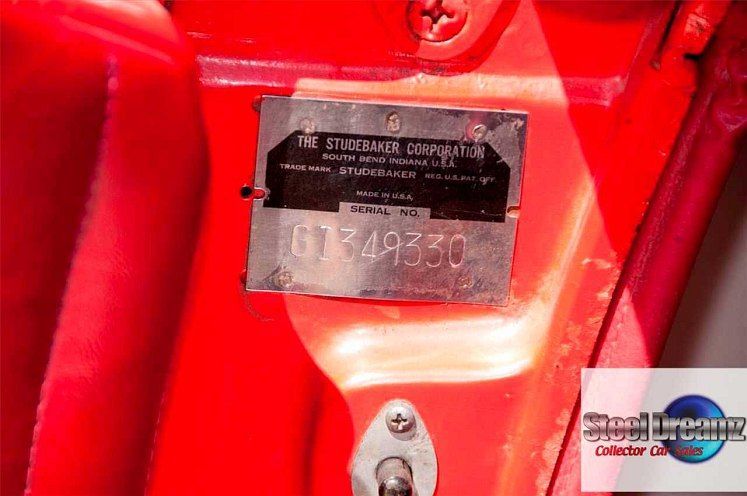 THE STUDEBAKER CORPORATION
SOUTH BEND INDIANA U.S.A.
TRADE MARK STUDEBAKER REG. U.S. PAT. OFF.
MADE IN U.S.A.
SERIAL NO.
G1349330
Steel Dreamz
Collector Car Sales